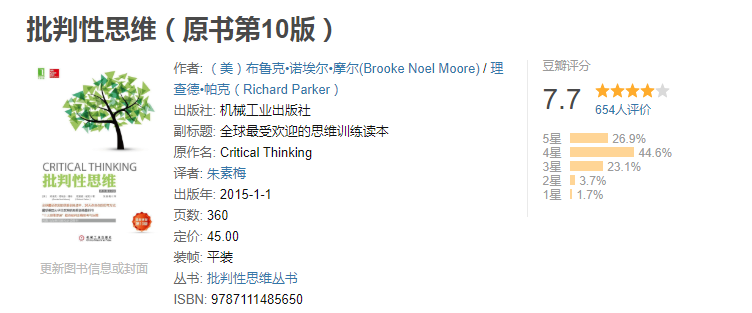 批判性思维（原书第10版）
作者: （美）布鲁克•诺埃尔•摩尔(Brooke Noel Moore) / 理
查德•帕克（Richard Parker）
出版社: 机械工业出版社
副标题: 全球最受欢迎的思维训练读本
原作名: Critical Thinking
译者: 朱素梅
出版年: 2015-1-1
页数: 360
定价: 45.00
装帧: 平装
丛书: 批判性思维丛书
ISBN: 9787111485650
CRITICAL THINKING
批判性思维
更新图书信息或封面
豆瓣评分
7.7
654人评价
5星 26.9%
4星 44.6%
3星 23.1%
2星 3.7%
1星 1.7%